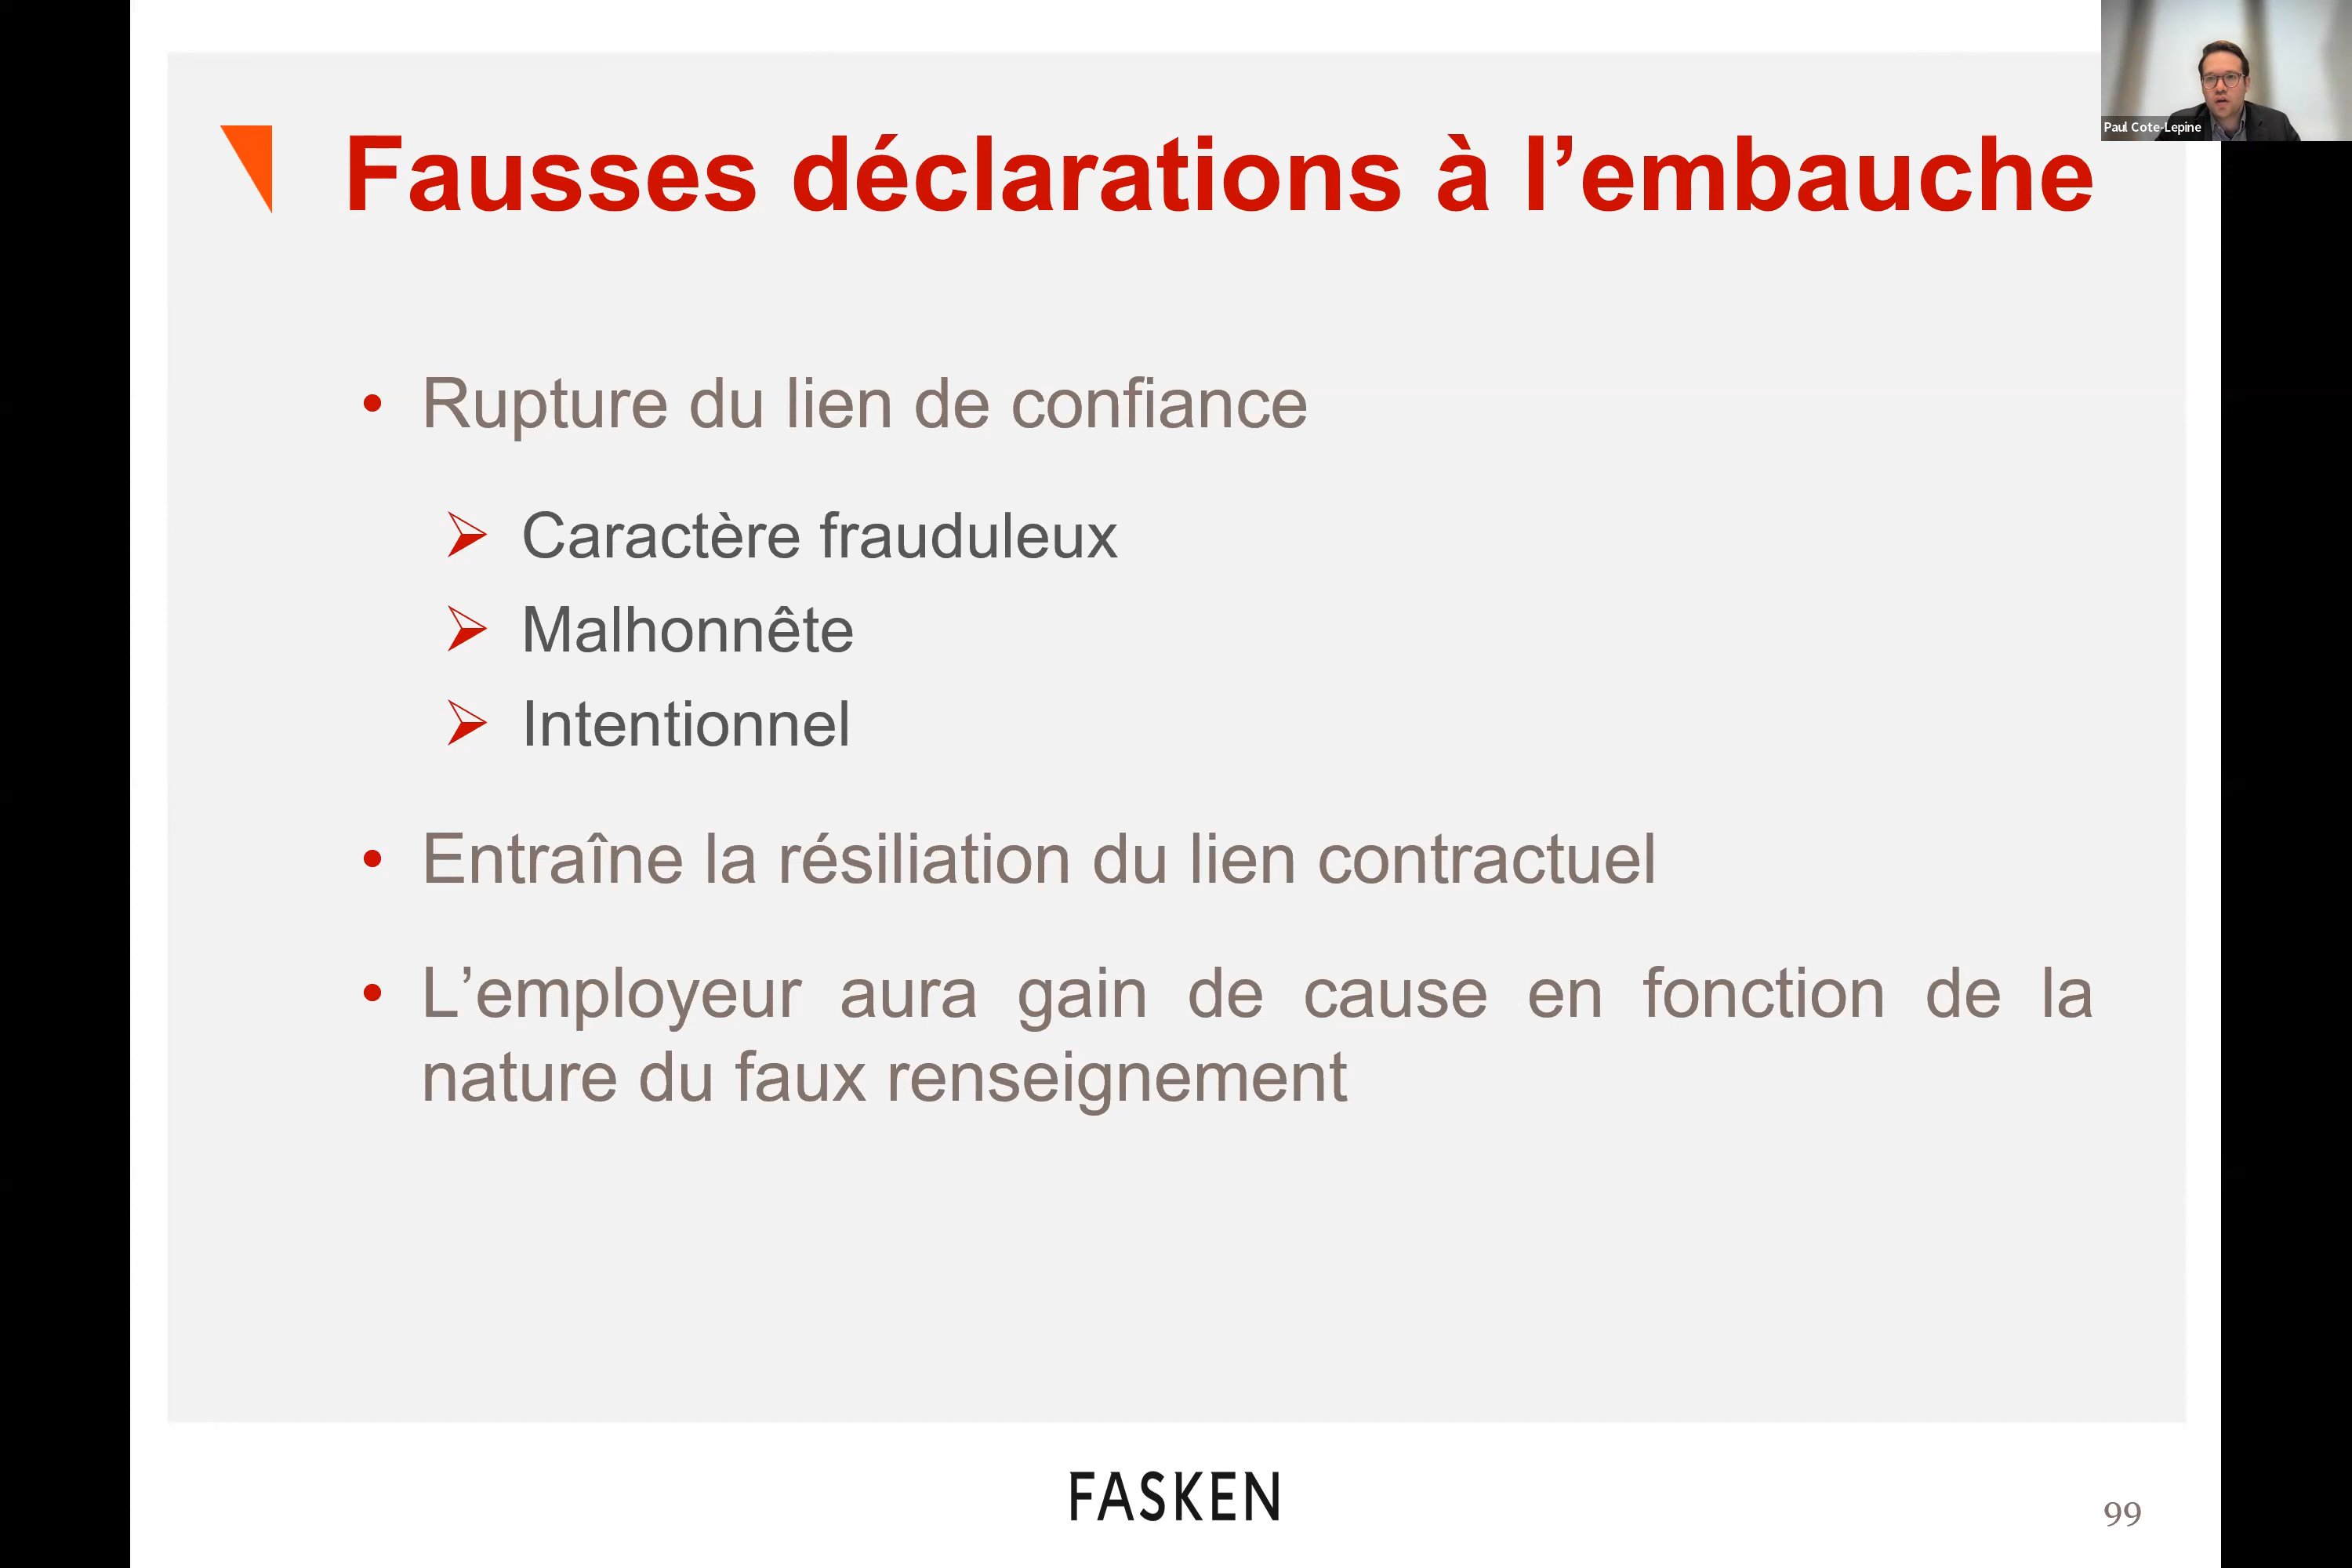 Paul Cote-Lepine
Fausses déclarations à l’embauche
• Rupture du lien de confiance
Caractère frauduleux
Malhonnête
Intentionnel
• Entraîne la résiliation du lien contractuel
• L’employeur aura gain de cause en fonction de la
nature du faux renseignement
FASKEN
99